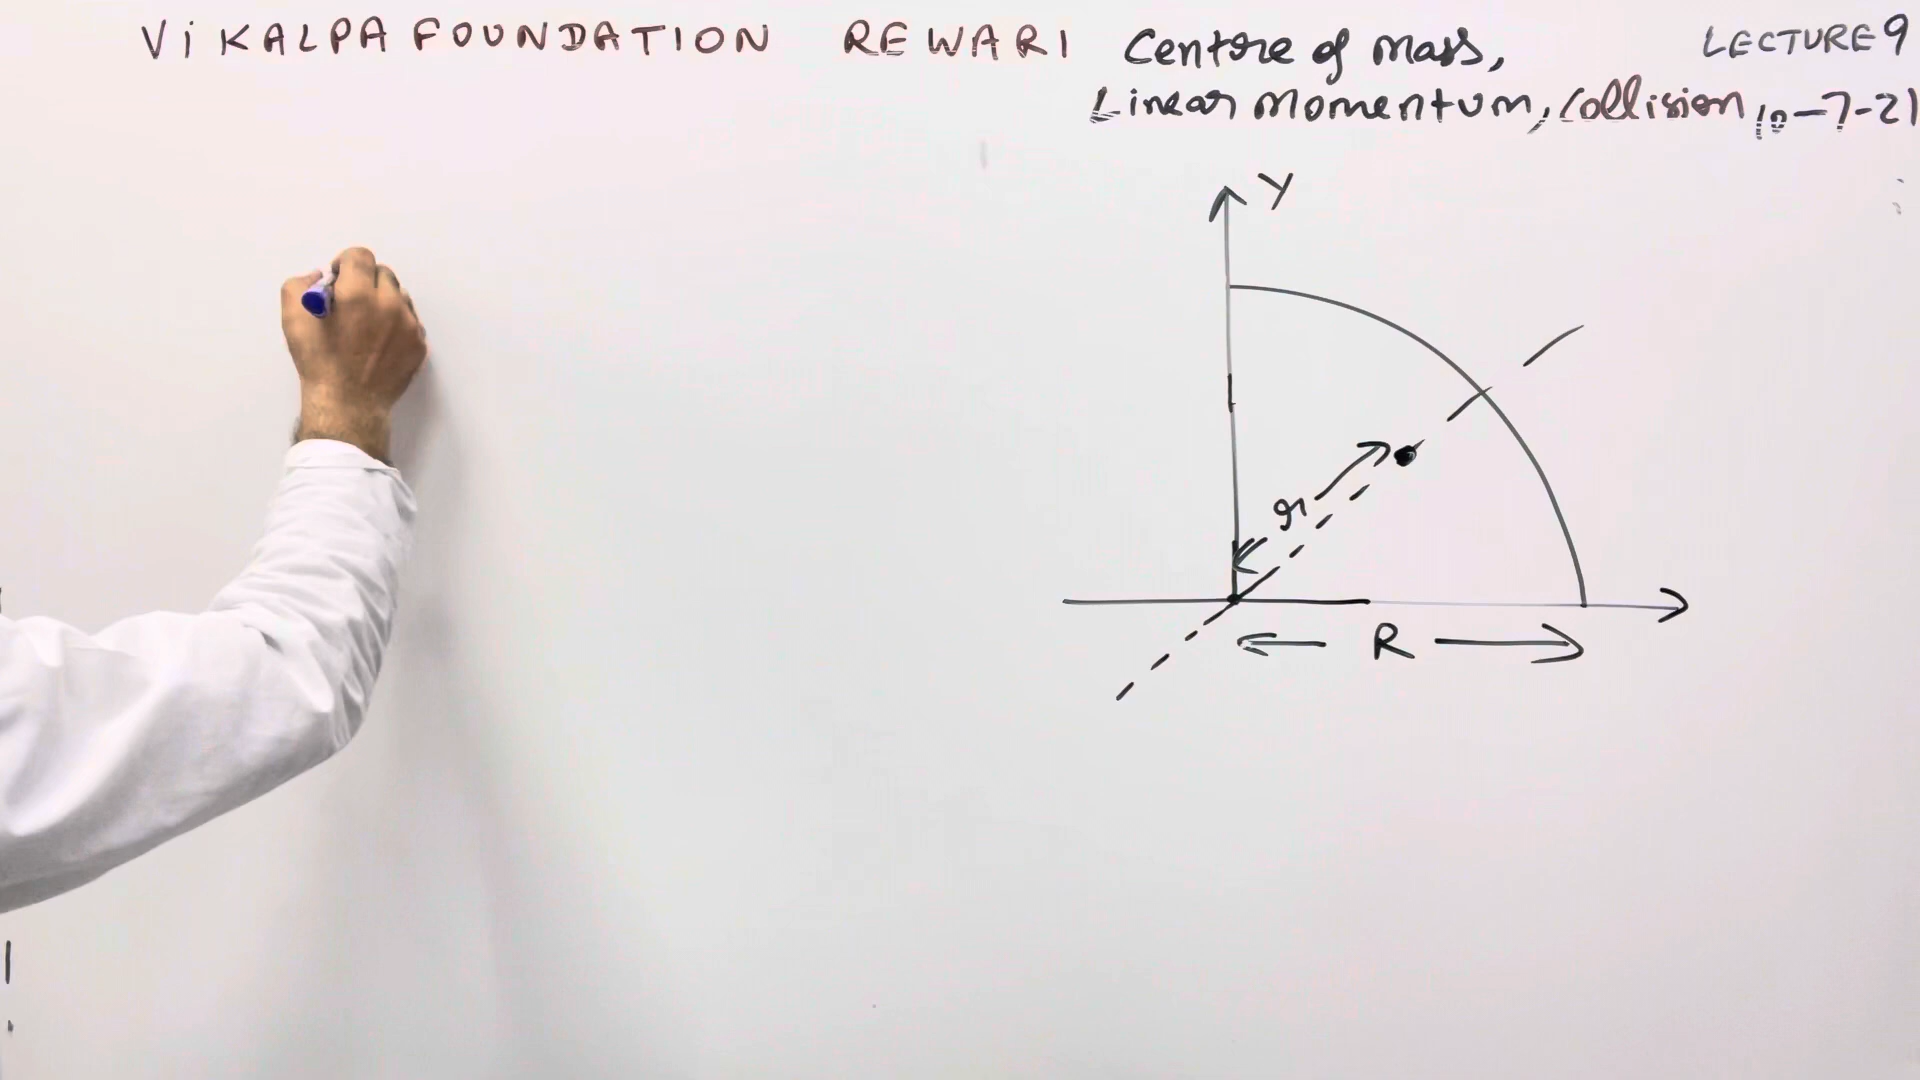 ViKALPA FOUNDATION REWARI Centre of mass, LECTURE 9
Linear Momentum, Collision 10-7-21
Y
r
R